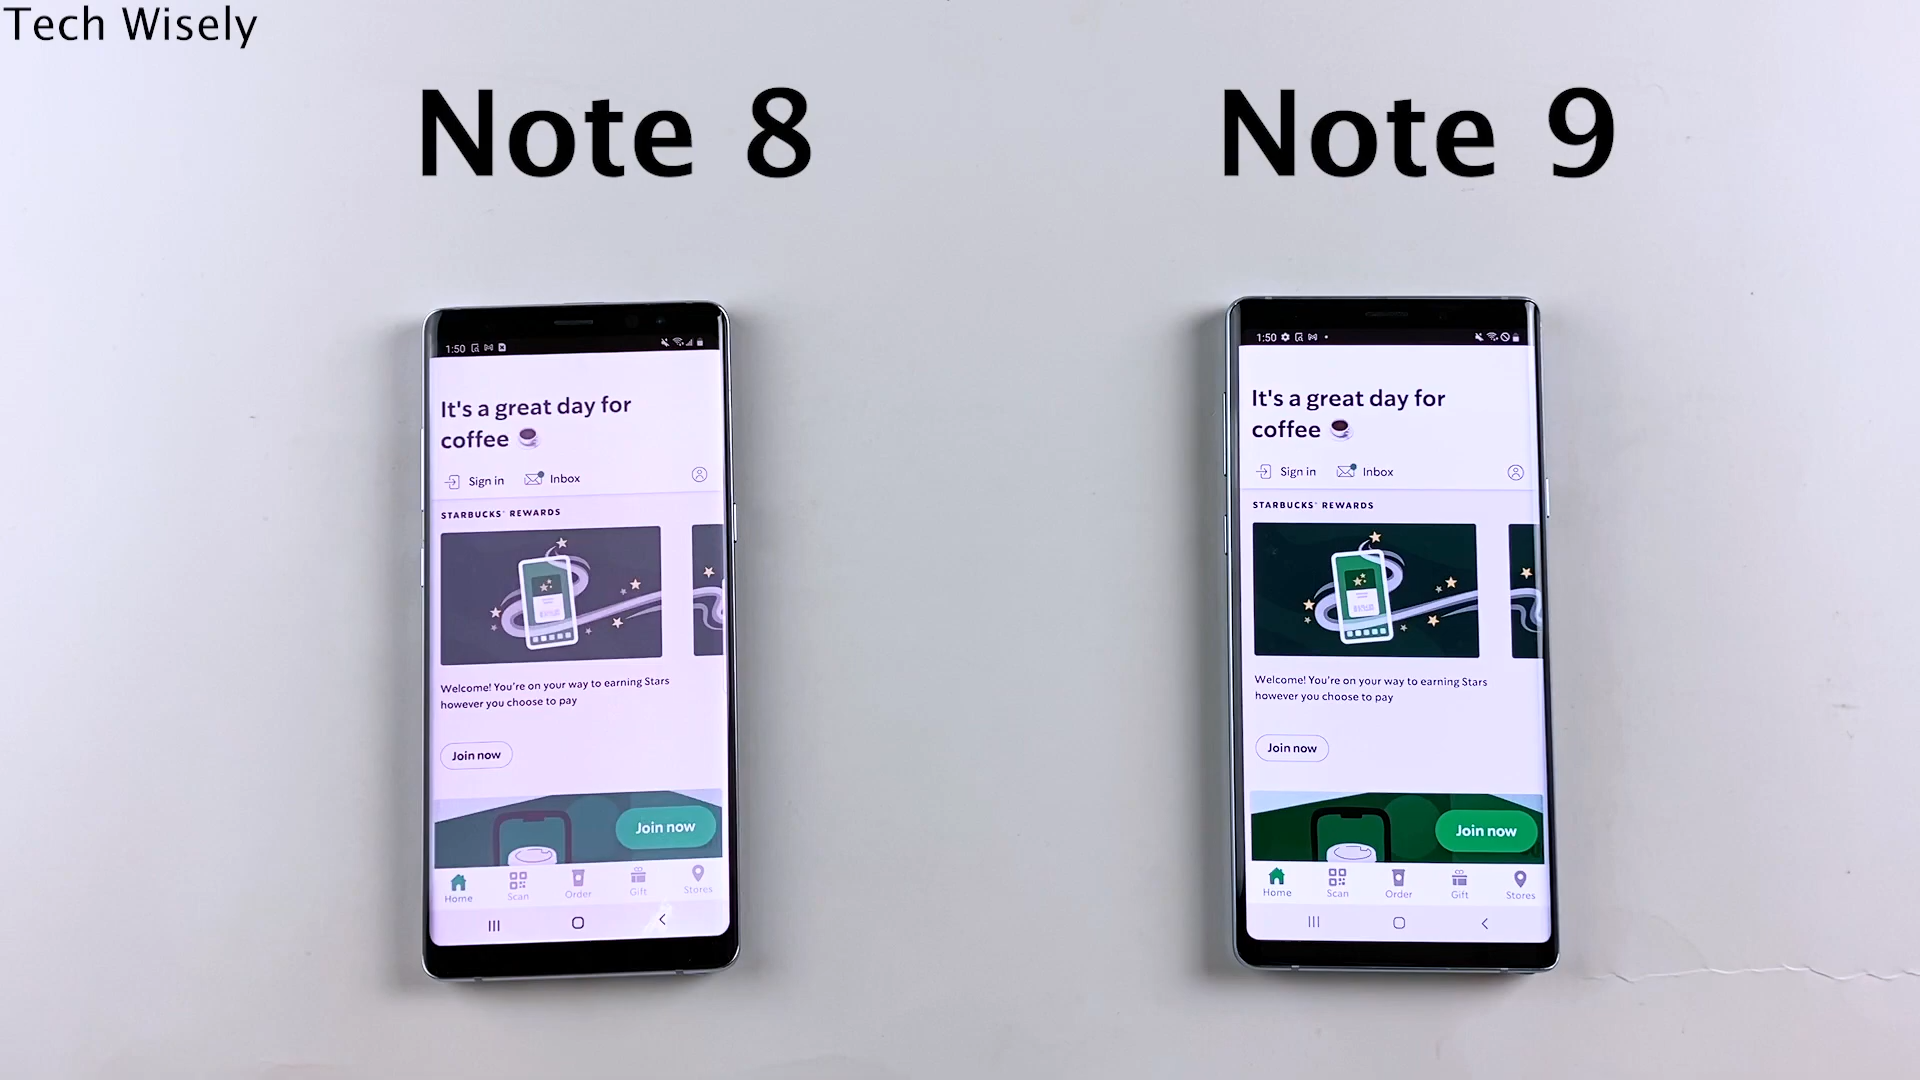 Tech Wisely
Note 8
Note 9
1:50
It's a great day for
coffee
Sign in
Inbox
STARBUCKS® REWARDS
Welcome! You're on your way to earning Stars
however you choose to pay
Join now
Join now
Home
Scan
Order
Gift
Stores
1:50
It's a great day for
coffee
Sign in
Inbox
STARBUCKS® REWARDS
Welcome! You're on your way to earning Stars
however you choose to pay
Join now
Join now
Home
Scan
Order
Gift
Stores